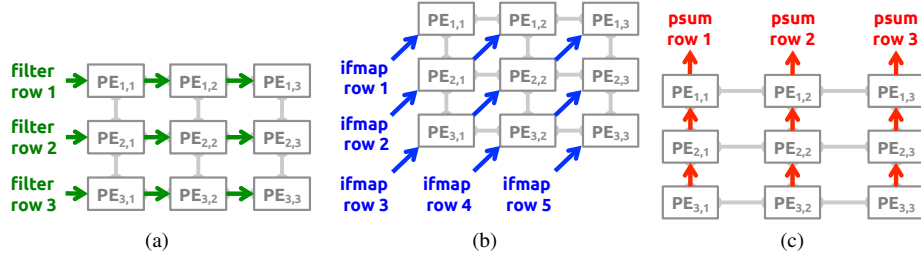 filter
row 1
PE1,1 PE1,2 PE1,3
filter
row 2
PE2,1 PE2,2 PE2,3
filter
row 3
PE3,1 PE3,2 PE3,3
(a)
PE1,1 PE1,2 PE1,3
ifmap
row 1
PE2,1 PE2,2 PE2,3
ifmap
row 2
PE3,1 PE3,2 PE3,3
ifmap ifmap ifmap
row 3 row 4 row 5
(b)
psum psum psum
row 1 row 2 row 3
PE1,1 PE1,2 PE1,3
PE2,1 PE2,2 PE2,3
PE3,1 PE3,2 PE3,3
(c)